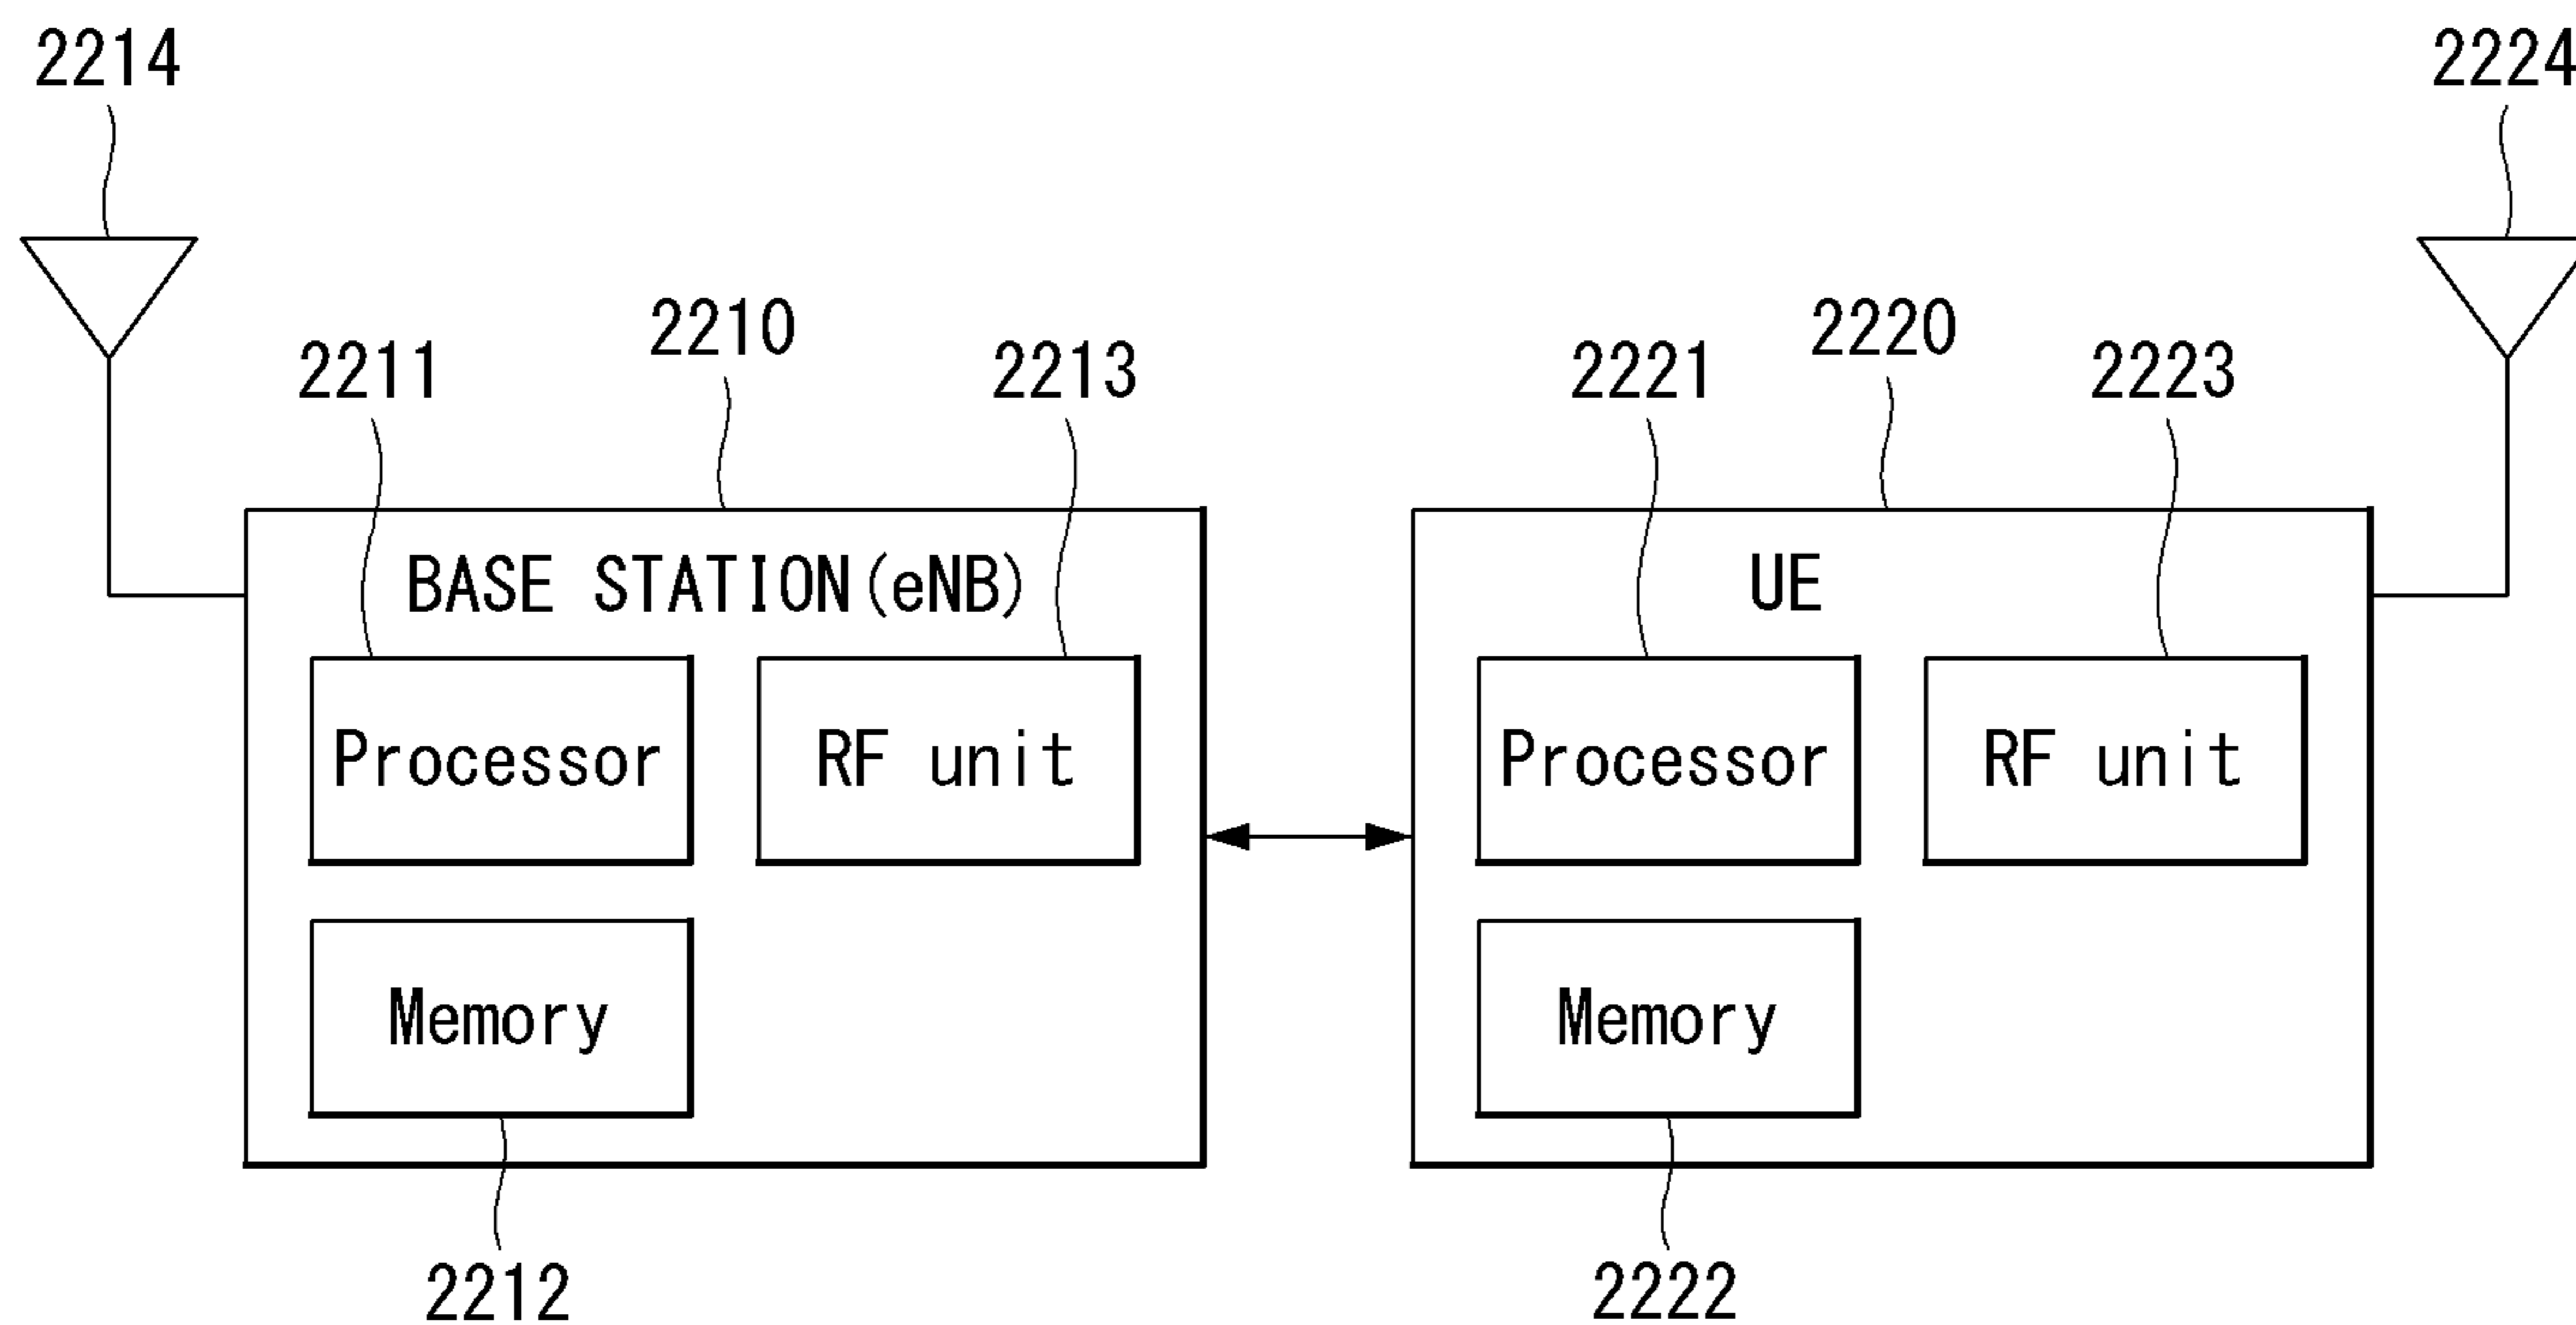 2214
2224
2210
2220
2211
2213
2221
2223
BASE STATION(eNB)
UE
Processor
RF unit
Processor
RF unit
Memory
Memory
2212
2222